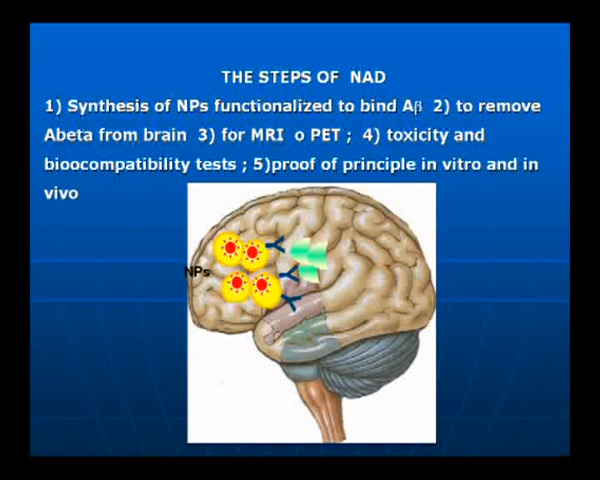 THE STEPS OF NAD
1) Synthesis of NPs functionalized to bind Aβ 2) to remove
Abeta from brain 3) for MRI o PET ; 4) toxicity and
bioocompatibility tests ; 5)proof of principle in vitro and in
vivo
NPs